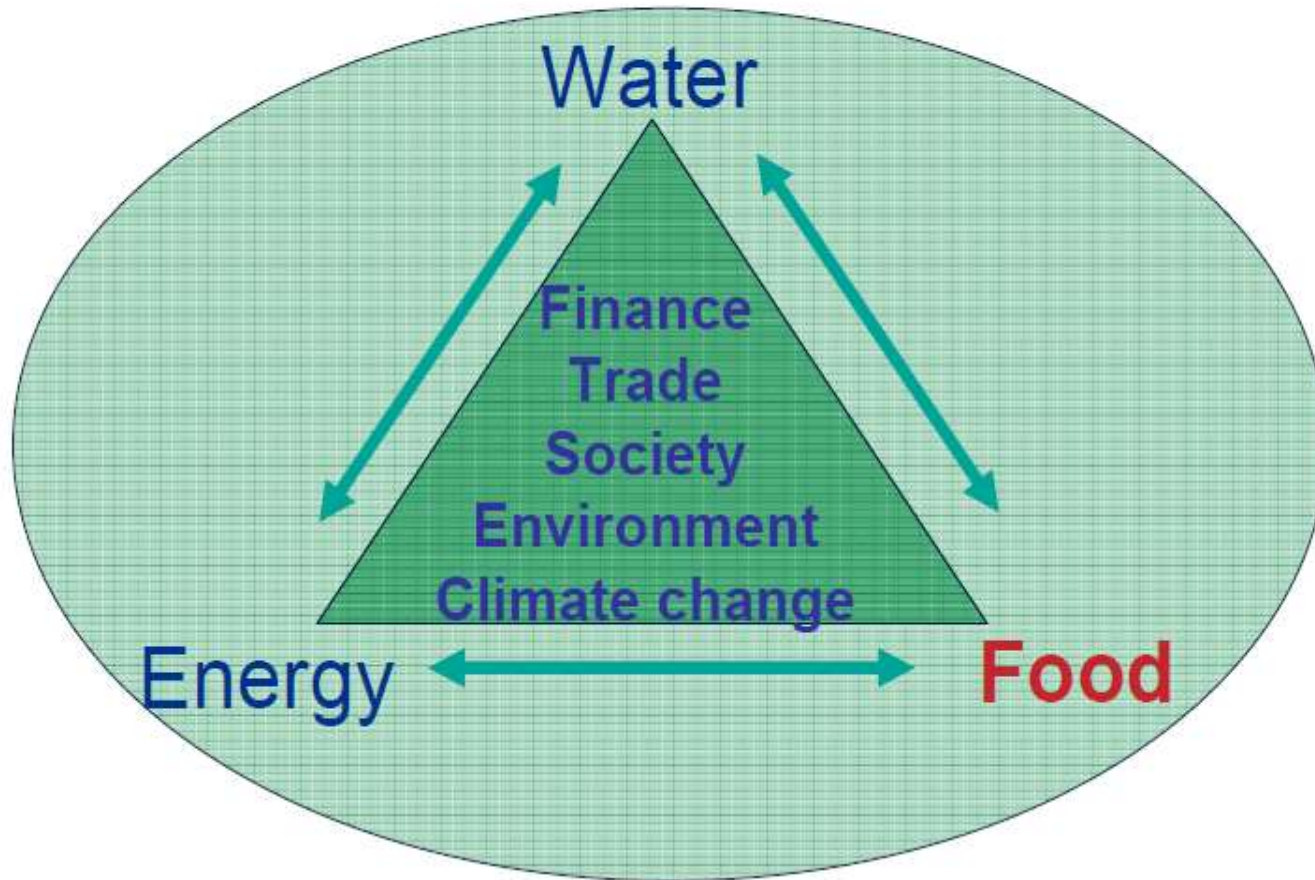 Water
Finance
Trade
Society
Environment
Climate change
Energy Food